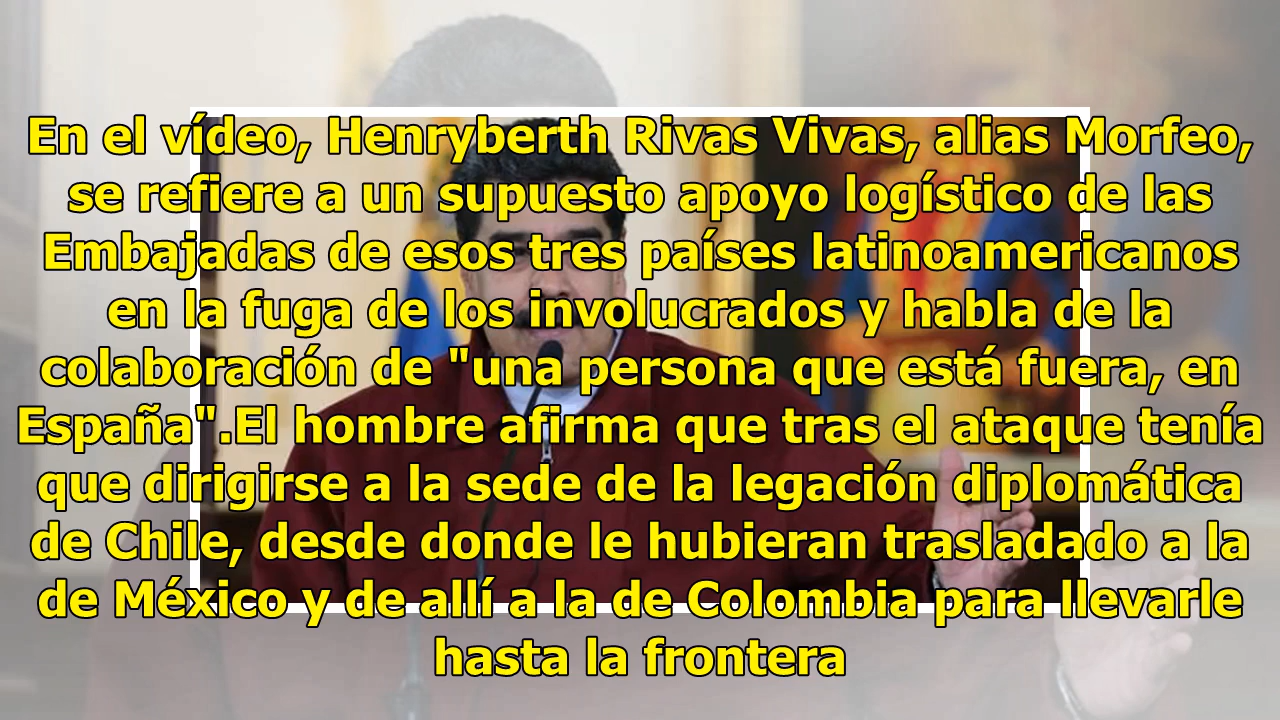 En el vídeo, Henryberth Rivas Vivas, alias Morfeo,
se refiere a un supuesto apoyo logístico de las
Embajadas de esos tres países latinoamericanos
en la fuga de los involucrados y habla de la
colaboración de "una persona que está fuera, en
España".El hombre afirma que tras el ataque tenía
que dirigirse a la sede de la legación diplomática
de Chile, desde donde le hubieran trasladado a la
de México y de allí a la de Colombia para llevarle
hasta la frontera